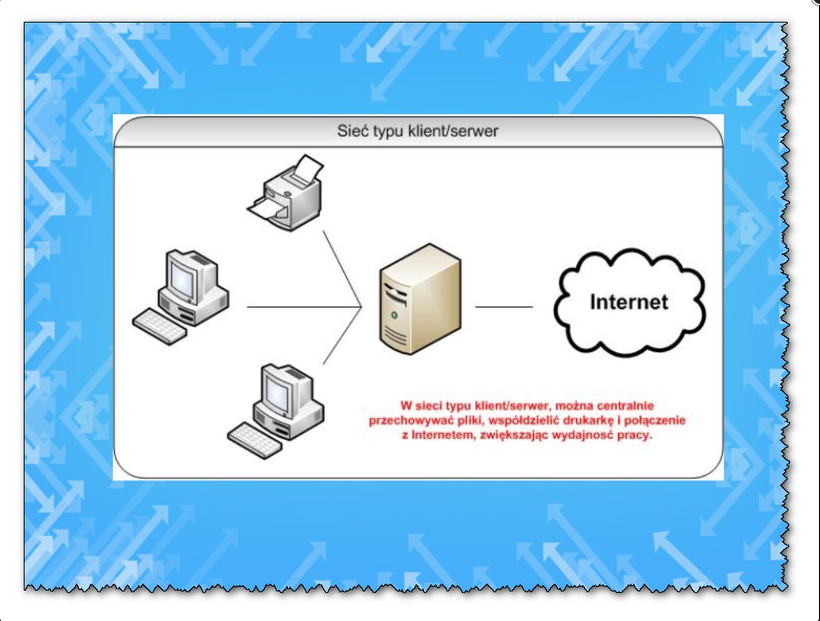 Sieć typu klient/serwer
Internet
W sieci typu klient/serwer, można centralnie
przechowywać pliki, współdzielić drukarkę i połączenie
z Internetem, zwiększając wydajność pracy.